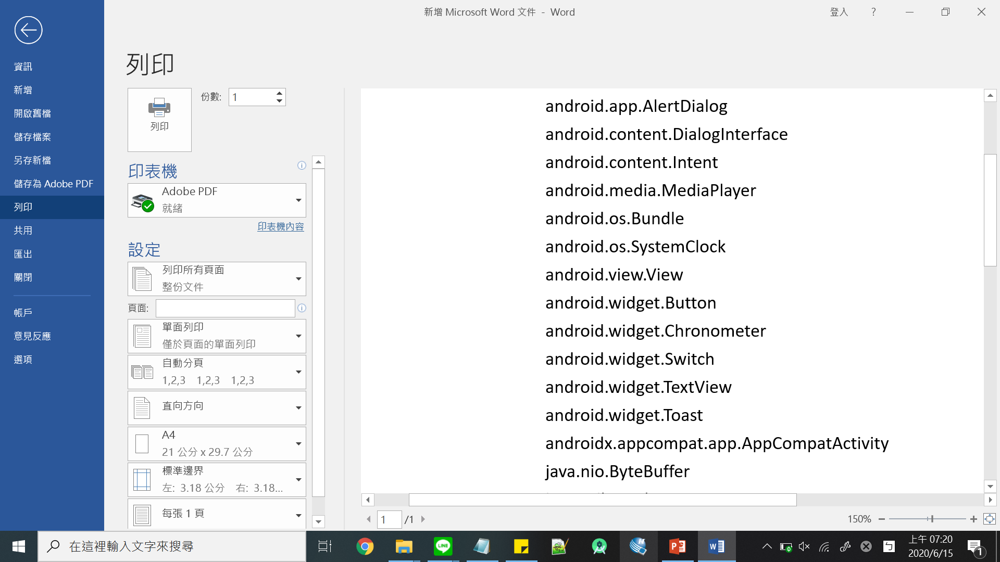 新增 Microsoft Word 文件 - Word
登入
?
資訊
新增
開啟舊檔
儲存檔案
另存新檔
儲存為 Adobe PDF
列印
共用
匯出
關閉
帳戶
意見反應
選項
列印
列印
份數: 1
印表機
Adobe PDF
就緒
印表機內容
設定
列印所有頁面
整份文件
頁面:
單面列印
僅於頁面的單面列印
自動分頁
1,2,3 1,2,3 1,2,3
直向方向
A4
21 公分 x 29.7 公分
標準邊界
左: 3.18 公分 右: 3.18...
每張 1 頁
android.app.AlertDialog
android.content.DialogInterface
android.content.Intent
android.media.MediaPlayer
android.os.Bundle
android.os.SystemClock
android.view.View
android.widget.Button
android.widget.Chronometer
android.widget.Switch
android.widget.TextView
android.widget.Toast
androidx.appcompat.app.AppCompatActivity
java.nio.ByteBuffer
1 /1
150%
在這裡輸入文字來搜尋
LINE
上午 07:20
2020/6/15
1